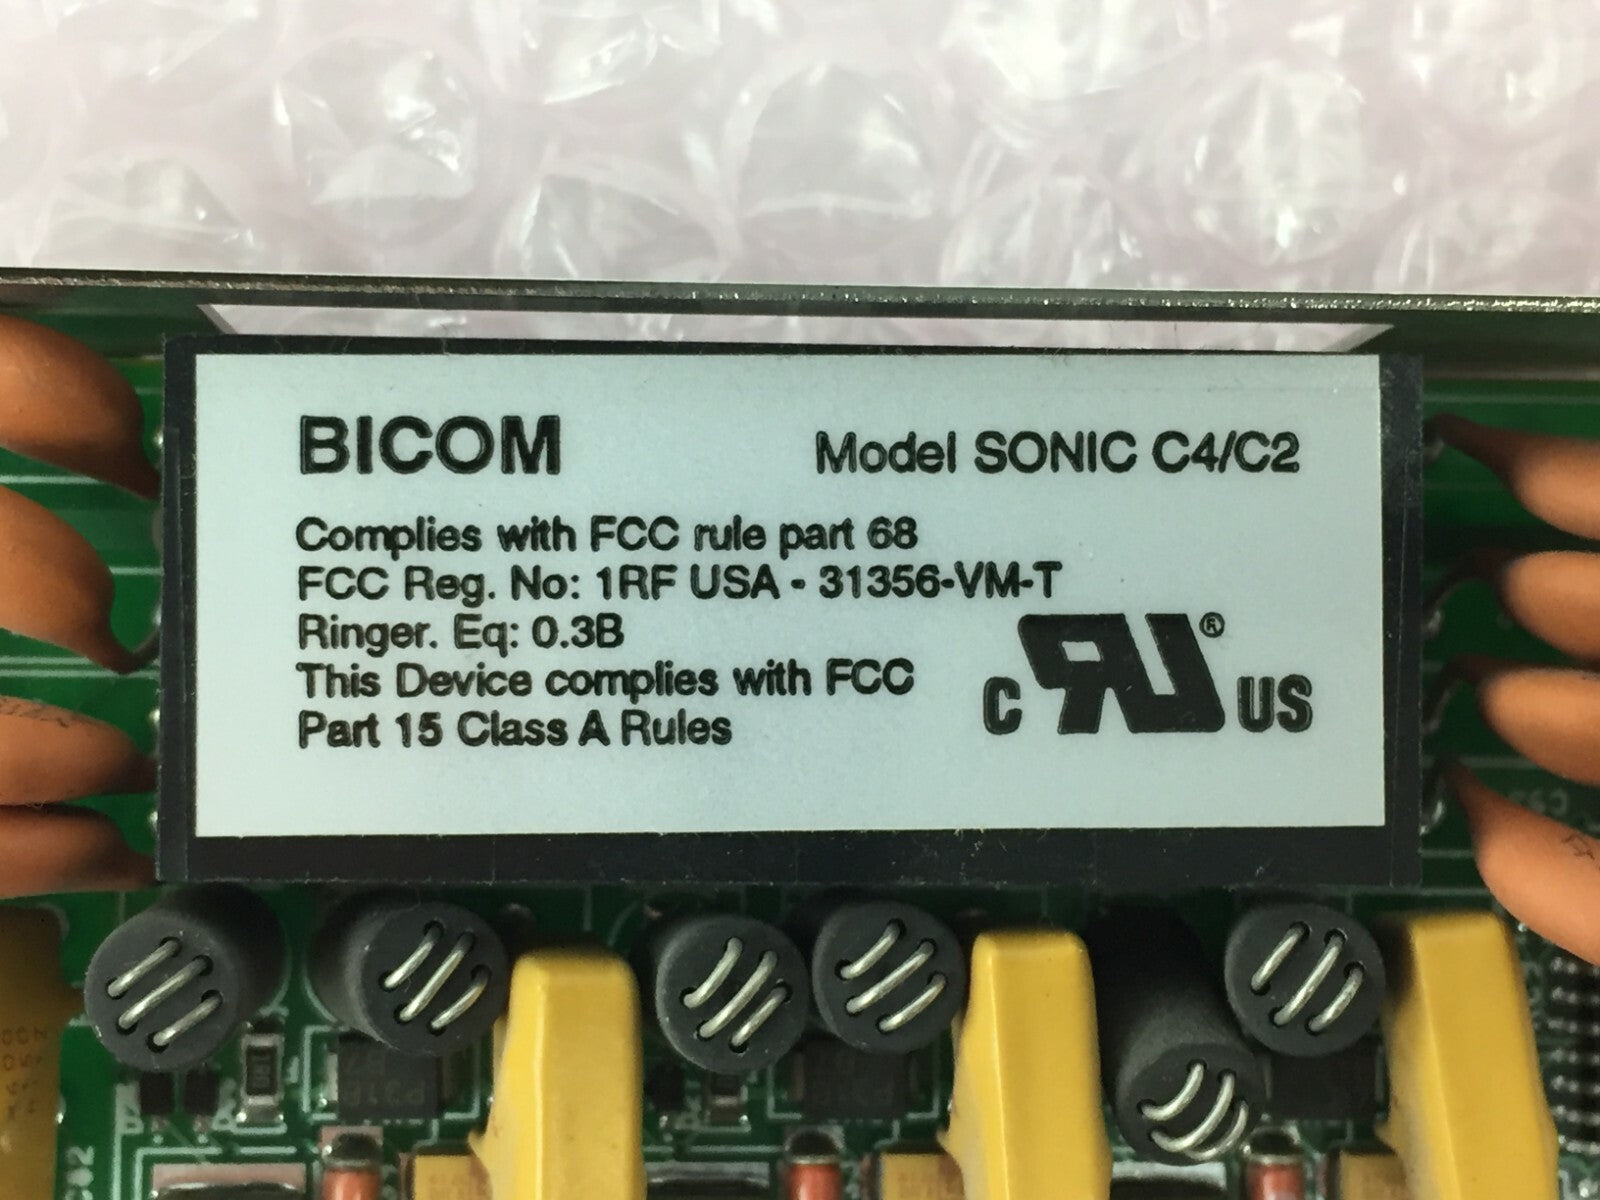 BICOM
Model SONIC C4/C2
Complies with FCC rule part 68
FCC Reg. No: 1RF USA - 31356-VM-T
Ringer. Eq: 0.3B
This Device complies with FCC
Part 15 Class A Rules
C RU® US